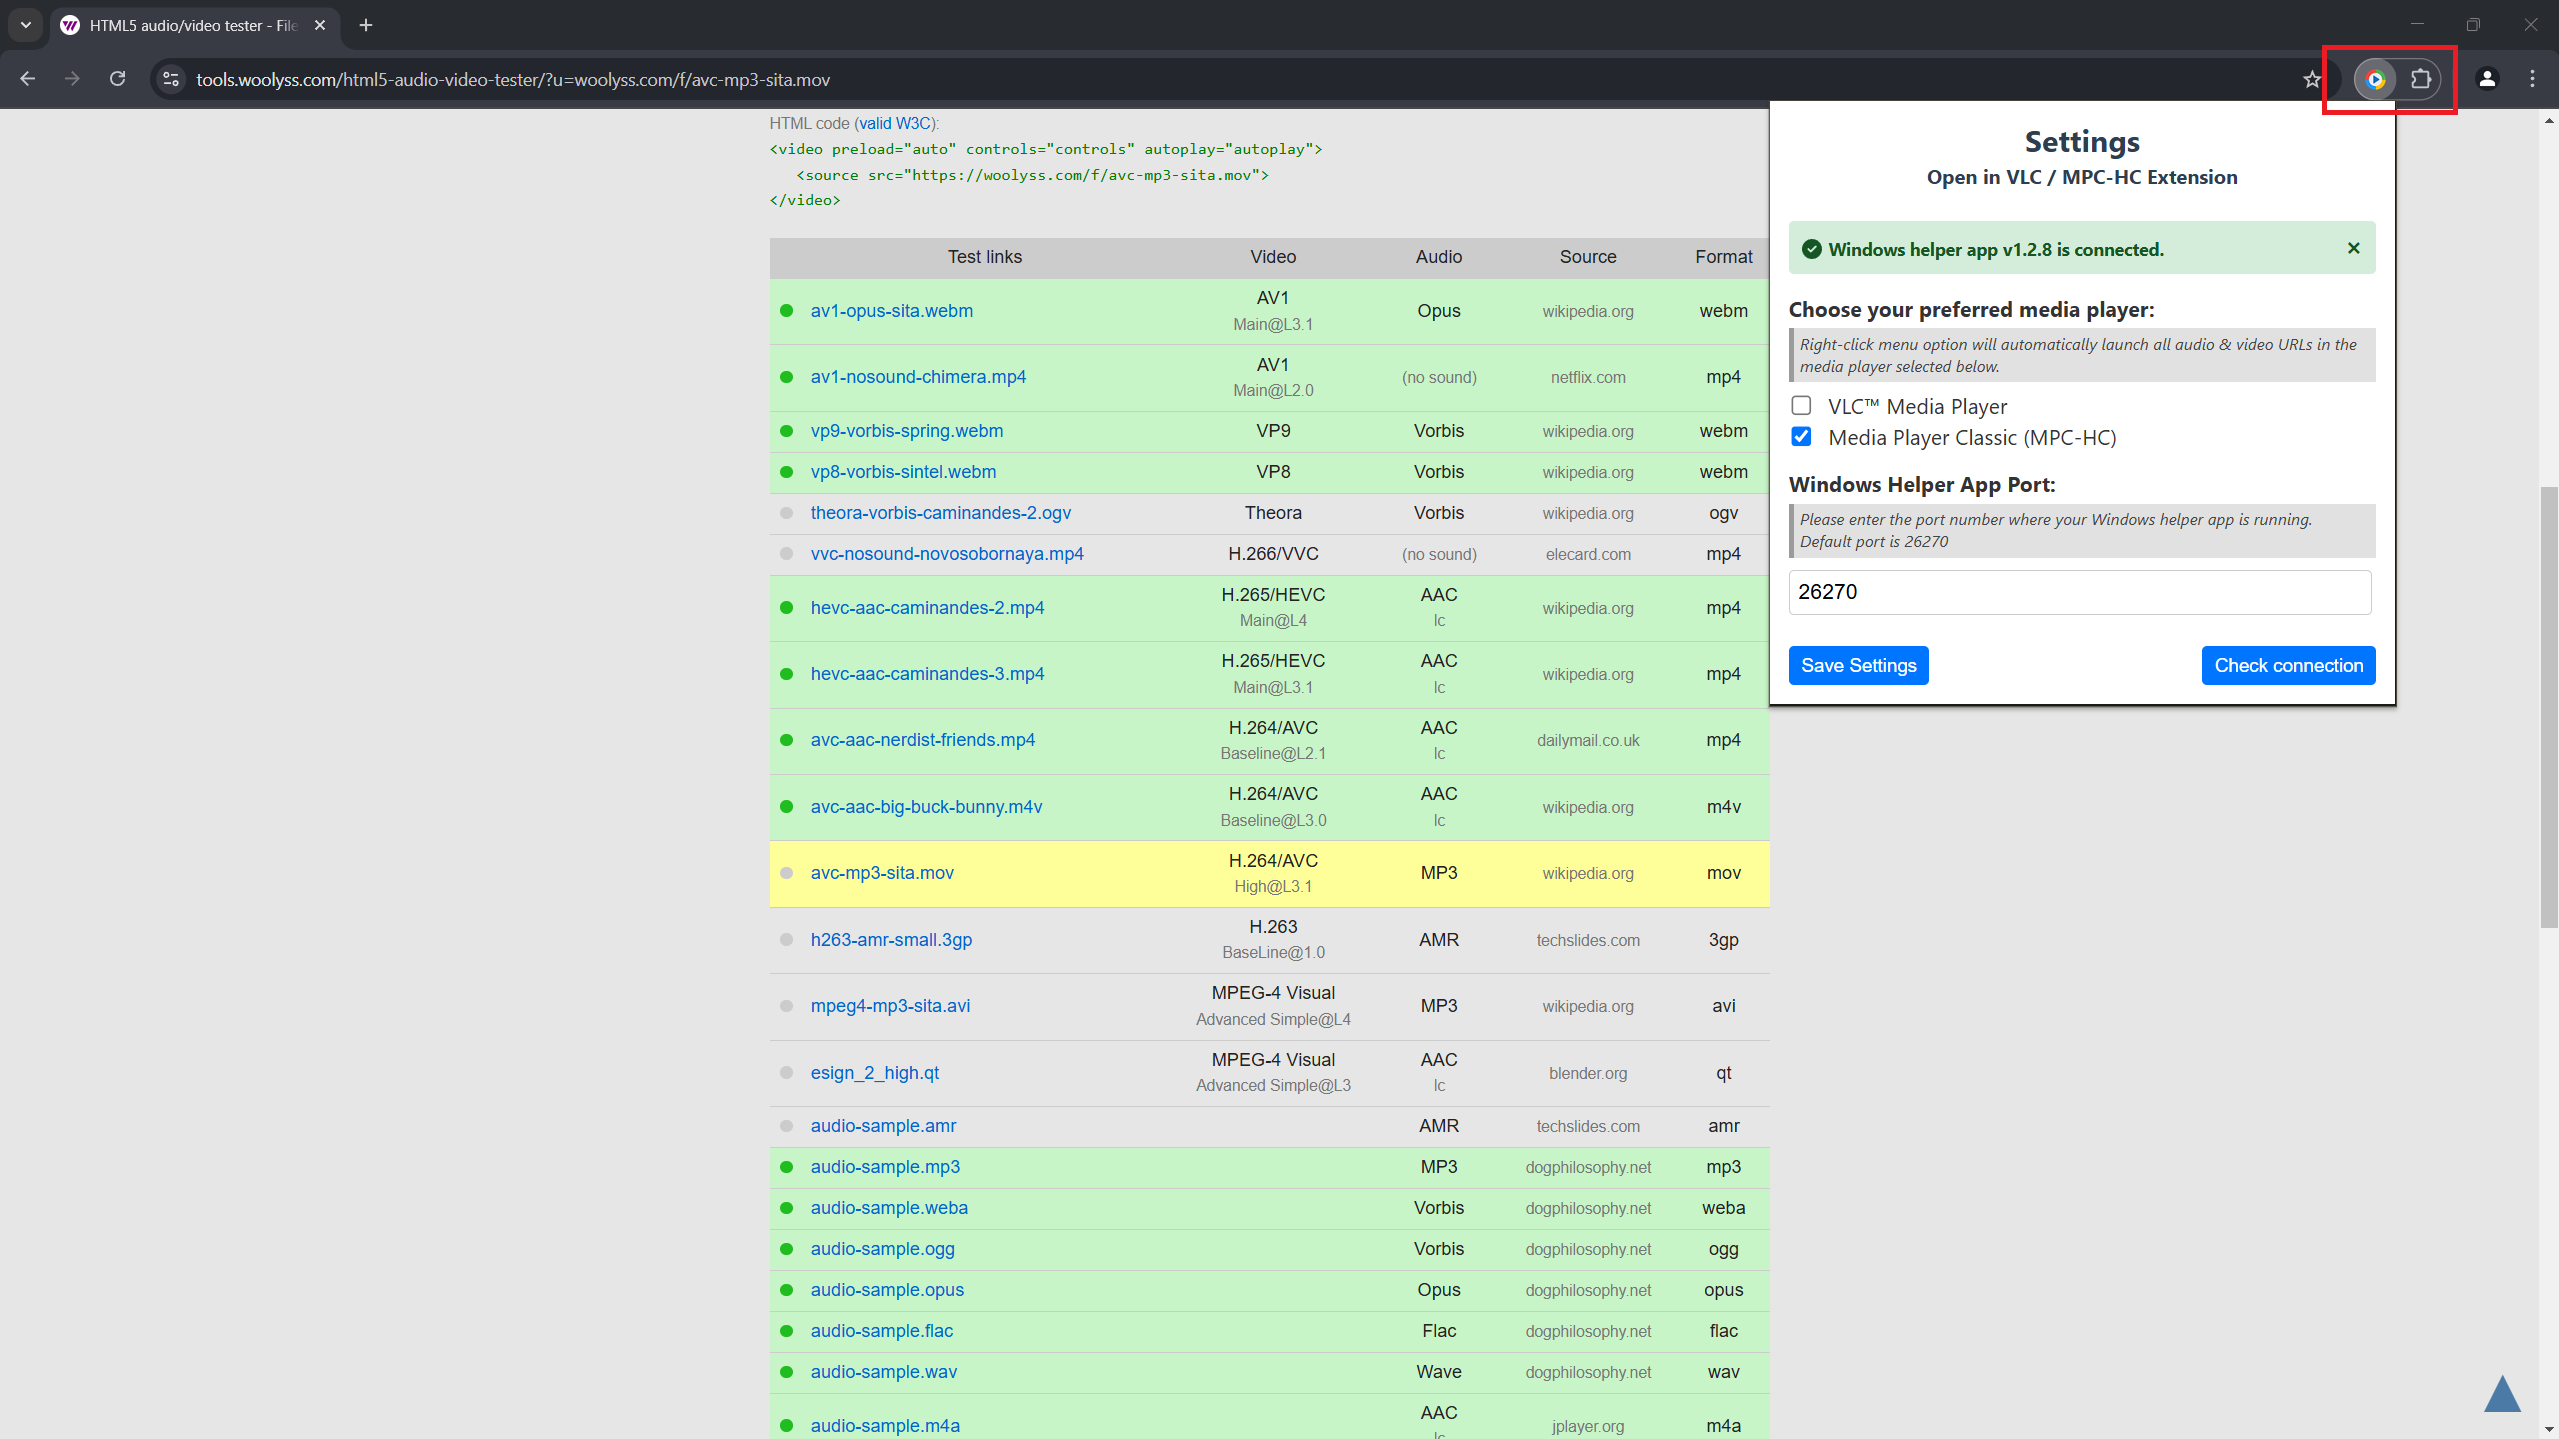 HTML5 audio/video tester - File
tools.woolyss.com/html5-audio-video-tester/?u=woolyss.com/f/avc-mp3-sita.mov
HTML code (valid W3C):
<video preload="auto" controls="controls" autoplay="autoplay">
<source src="https://woolyss.com/f/avc-mp3-sita.mov">
</video>
Test links Video Audio Source Format
av1-opus-sita.webm AV1 Main@L3.1 Opus wikipedia.org webm
av1-nosound-chimera.mp4 AV1 Main@L2.0 (no sound) netflix.com mp4
vp9-vorbis-spring.webm VP9 Vorbis wikipedia.org webm
vp8-vorbis-sintel.webm VP8 Vorbis wikipedia.org webm
theora-vorbis-caminandes-2.ogv Theora Vorbis wikipedia.org ogv
vvc-nosound-novosobornaya.mp4 H.266/VVC (no sound) elecard.com mp4
hevc-aac-caminandes-2.mp4 H.265/HEVC Main@L4 AAC lc wikipedia.org mp4
hevc-aac-caminandes-3.mp4 H.265/HEVC Main@L3.1 AAC lc wikipedia.org mp4
avc-aac-nerdist-friends.mp4 H.264/AVC Baseline@L2.1 AAC lc dailymail.co.uk mp4
avc-aac-big-buck-bunny.m4v H.264/AVC Baseline@L3.0 AAC lc wikipedia.org m4v
avc-mp3-sita.mov H.264/AVC High@L3.1 MP3 wikipedia.org mov
h263-amr-small.3gp H.263 BaseLine@1.0 AMR techslides.com 3gp
mpeg4-mp3-sita.avi MPEG-4 Visual Advanced Simple@L4 MP3 wikipedia.org avi
esign_2_high.qt MPEG-4 Visual Advanced Simple@L3 AAC lc blender.org qt
audio-sample.amr AMR techslides.com amr
audio-sample.mp3 MP3 dogphilosophy.net mp3
audio-sample.weba Vorbis dogphilosophy.net weba
audio-sample.ogg Vorbis dogphilosophy.net ogg
audio-sample.opus Opus dogphilosophy.net opus
audio-sample.flac Flac dogphilosophy.net flac
audio-sample.wav Wave dogphilosophy.net wav
audio-sample.m4a AAC lc jplayer.org m4a
Settings
Open in VLC / MPC-HC Extension
Windows helper app v1.2.8 is connected. ×
Choose your preferred media player:
Right-click menu option will automatically launch all audio & video URLs in the
media player selected below.
VLC™ Media Player
Media Player Classic (MPC-HC)
Windows Helper App Port:
Please enter the port number where your Windows helper app is running.
Default port is 26270
26270
Save Settings Check connection